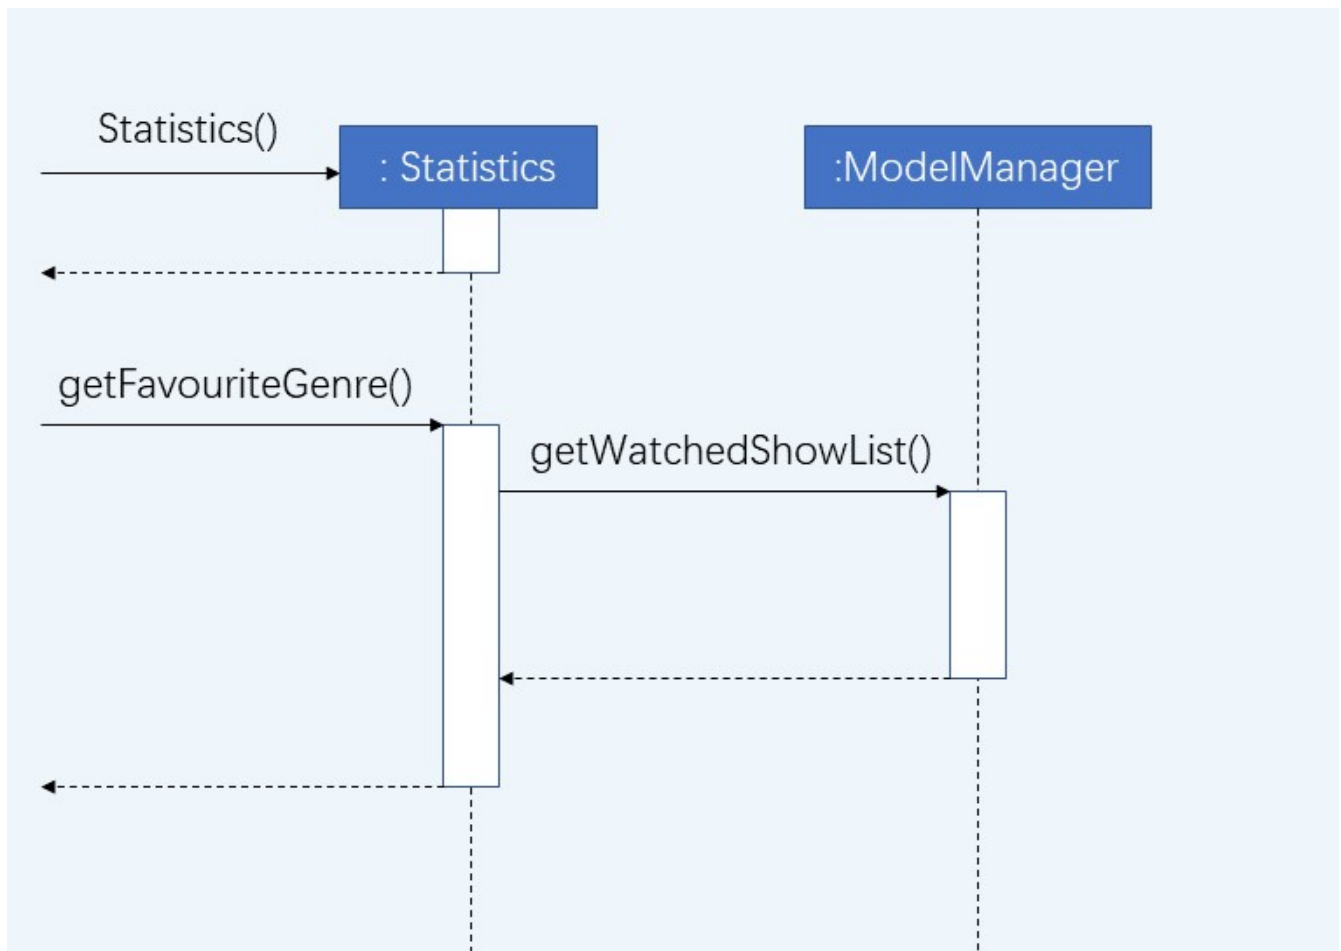 Statistics()
: Statistics
:ModelManager
getFavouriteGenre()
getWatchedShowList()